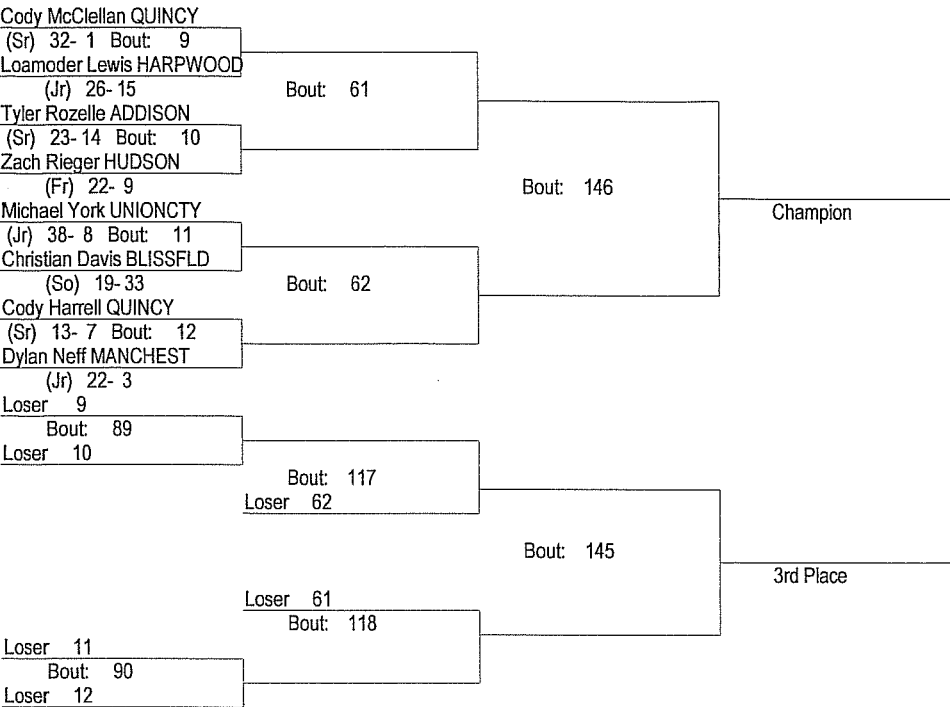 Cody McClellan QUINCY
(Sr) 32- 1 Bout: 9
Loamoder Lewis HARPWOOD
(Jr) 26- 15
Bout: 61
Tyler Rozelle ADDISON
(Sr) 23- 14 Bout: 10
Zach Rieger HUDSON
(Fr) 22- 9
Bout: 146
Michael York UNIONCTY
Champion
(Jr) 38- 8 Bout: 11
Christian Davis BLISSFLD
(So) 19- 33
Bout: 62
Cody Harrell QUINCY
(Sr) 13- 7 Bout: 12
Dylan Neff MANCHEST
(Jr) 22- 3
Loser 9
Bout: 89
Loser 10
Bout: 117
Loser 62
Bout: 145
3rd Place
Loser 61
Bout: 118
Loser 11
Bout: 90
Loser 12